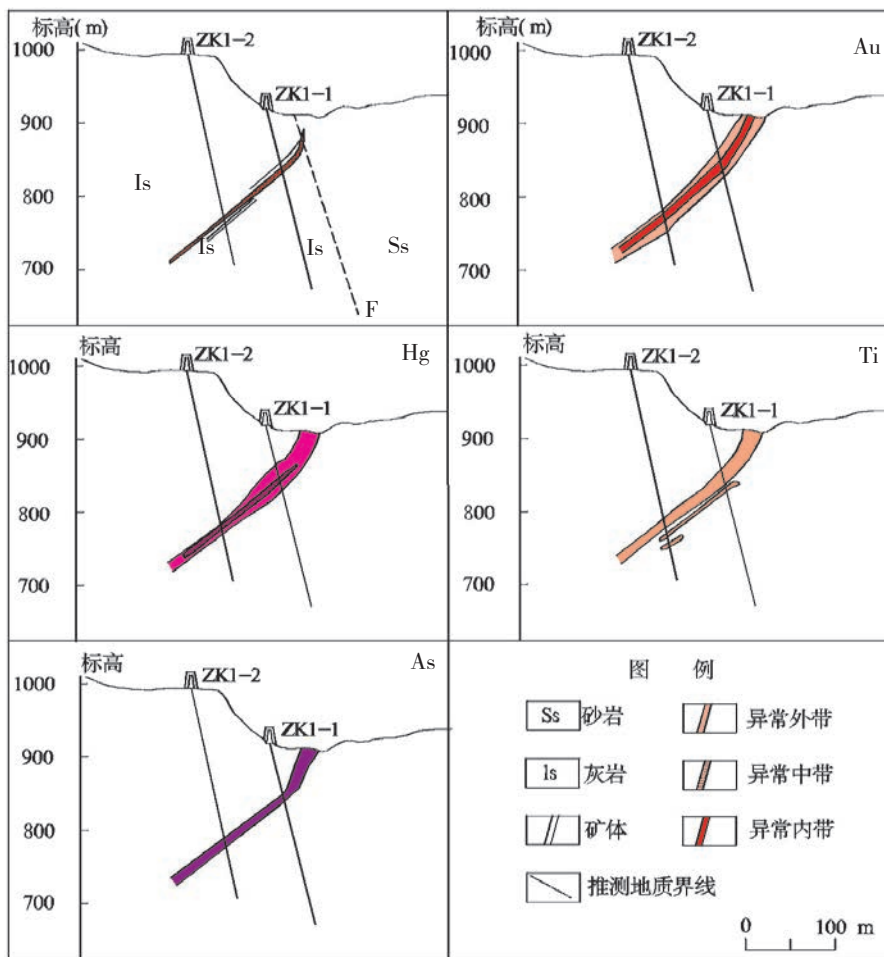 标高(m)
ZK1-2
1000
ZK1-1
900
Is
800
Is
Is
Ss
700
F
标高(m)
Au
ZK1-2
1000
ZK1-1
900
800
700
标高
Hg
ZK1-2
1000
ZK1-1
900
800
700
标高
Ti
ZK1-2
1000
ZK1-1
900
800
700
标高
As
ZK1-2
1000
ZK1-1
900
800
700
图 例
Ss 砂岩
异常外带
ls 灰岩
异常中带
矿体
异常内带
推测地质界线
0 100 m